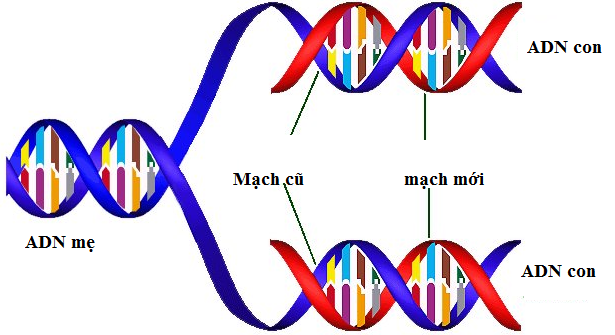 ADN con
Mạch cũ
mạch mới
ADN mẹ
ADN con